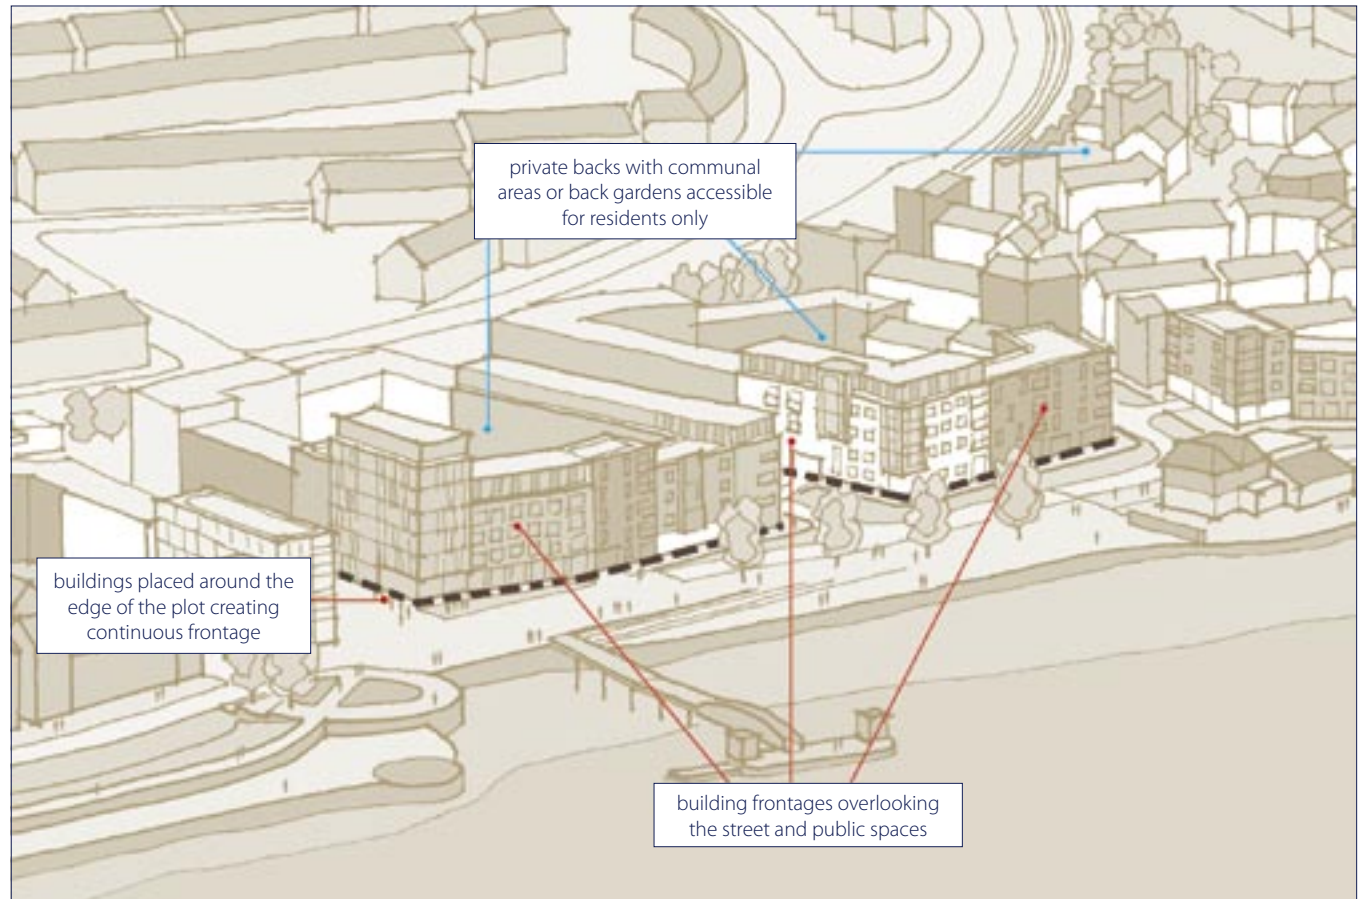 private backs with communal
areas or back gardens accessible
for residents only
buildings placed around the
edge of the plot creating
continuous frontage
building frontages overlooking
the street and public spaces